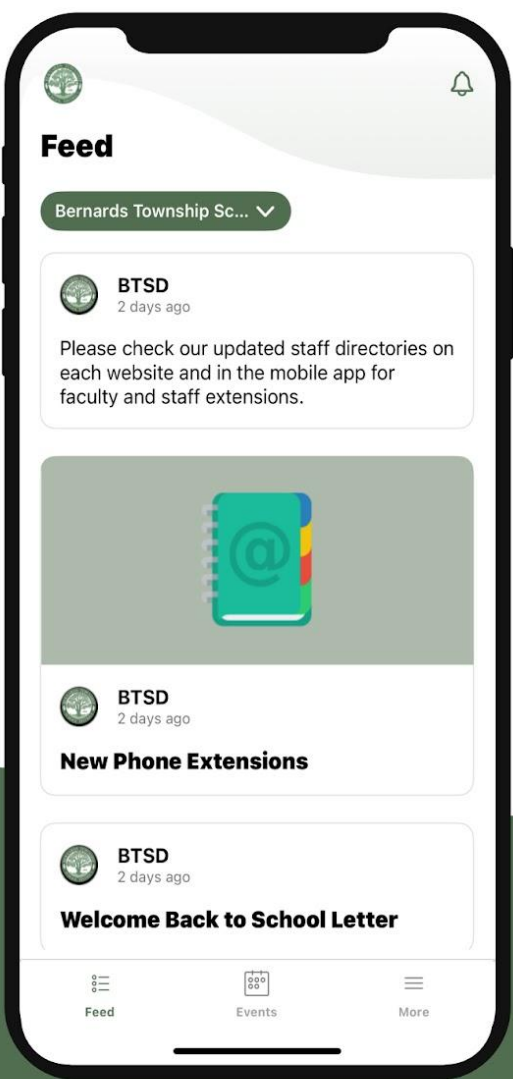 Feed
Bernards Township Sc...
BTSD
2 days ago
Please check our updated staff directories on
each website and in the mobile app for
faculty and staff extensions.
@
BTSD
2 days ago
New Phone Extensions
BTSD
2 days ago
Welcome Back to School Letter
Feed
Events
More